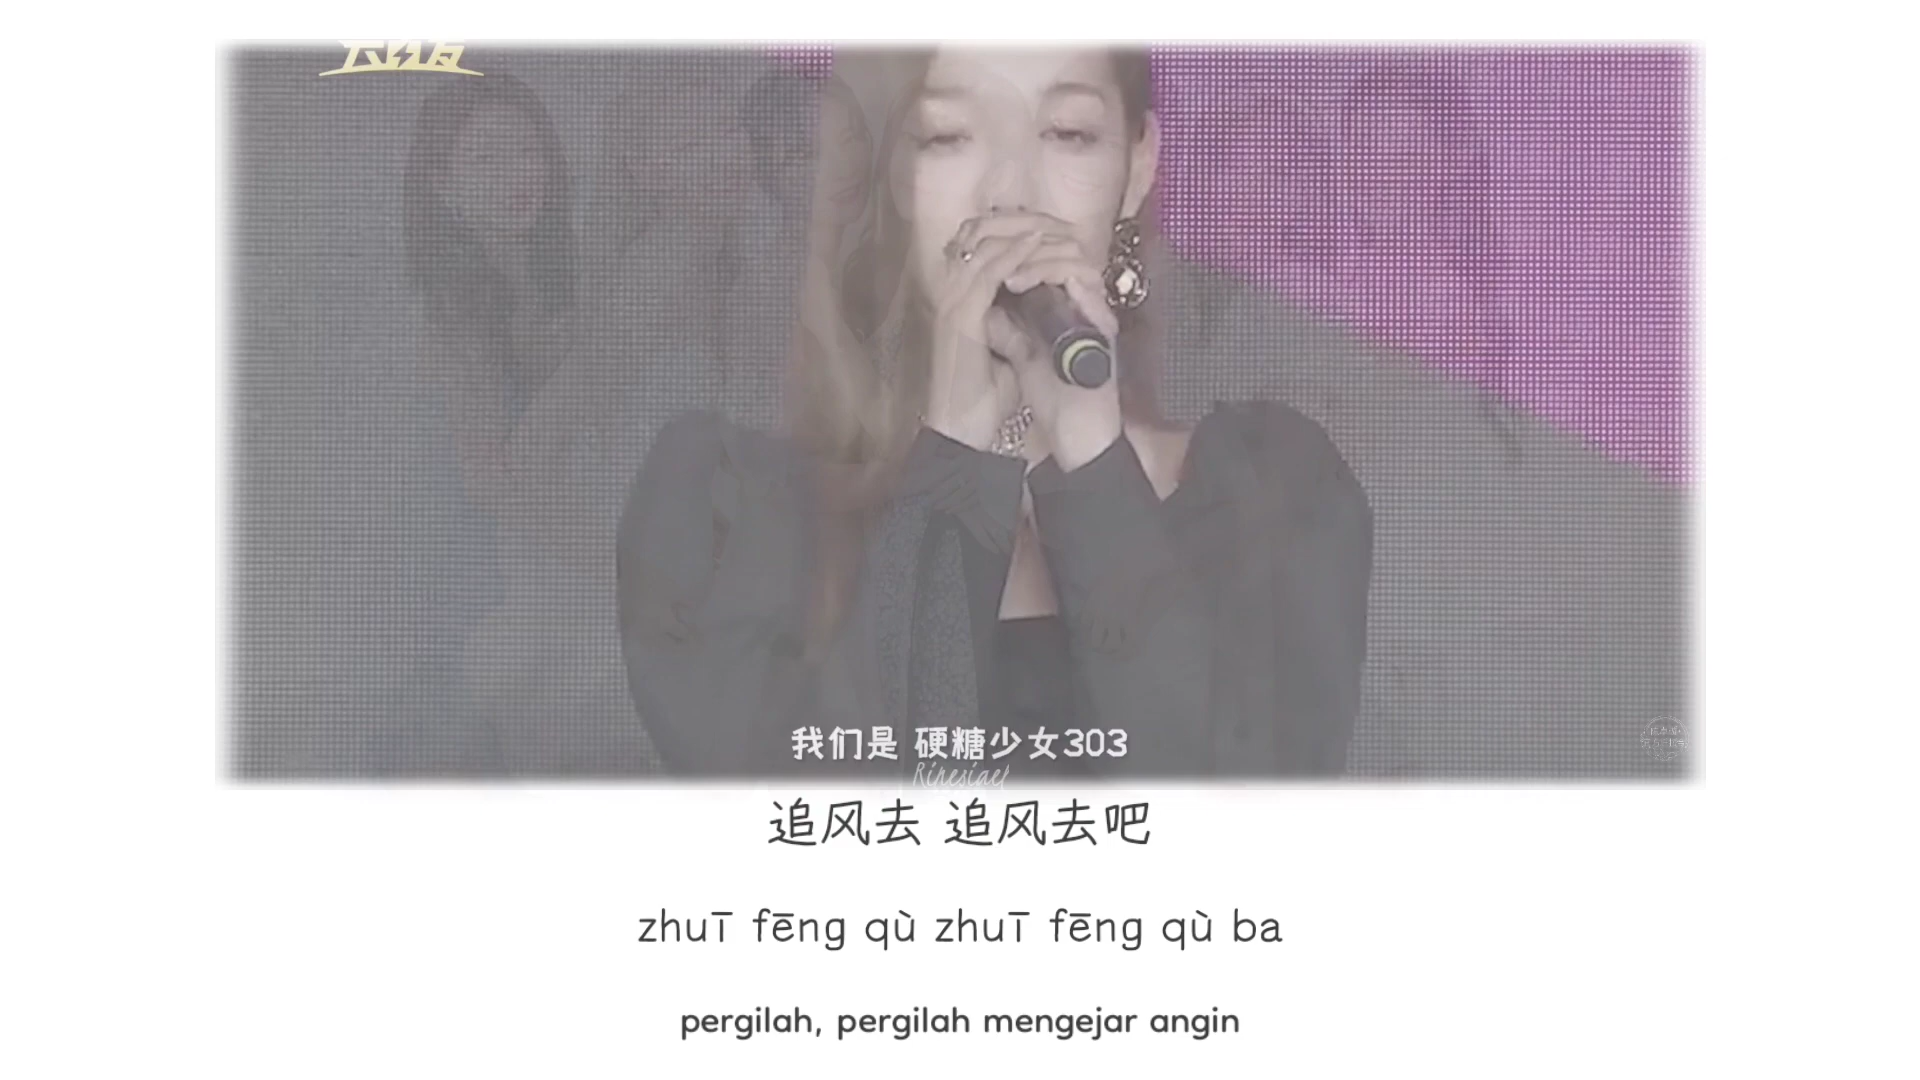 我们是 硬糖少女303
Riresiael
追风去 追风去吧
zhuī fēng qù zhuī fēng qù ba
pergilah, pergilah mengejar angin